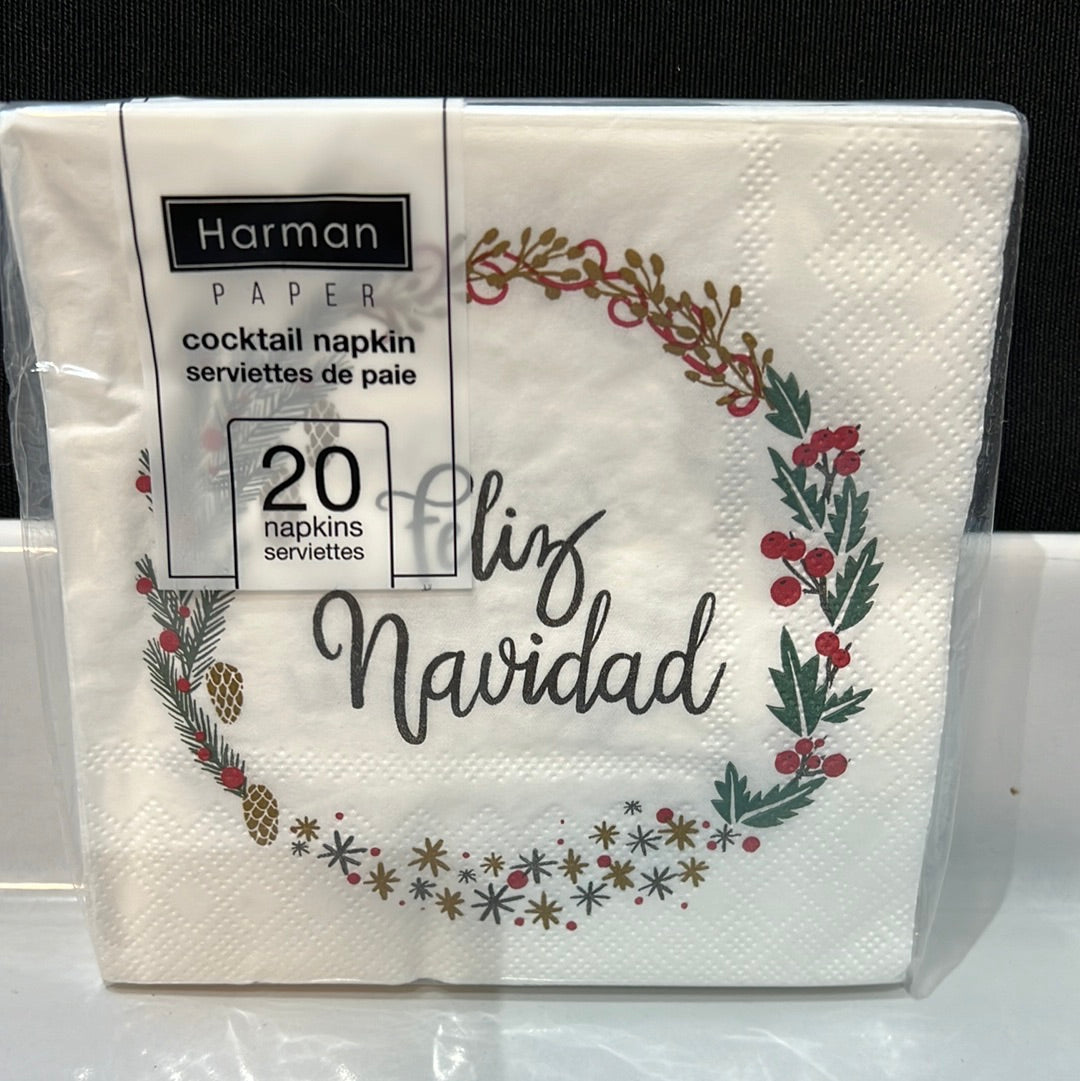 Harman
PAPER
cocktail napkin
serviettes de paie
20
napkins
serviettes
Feliz
Navidad